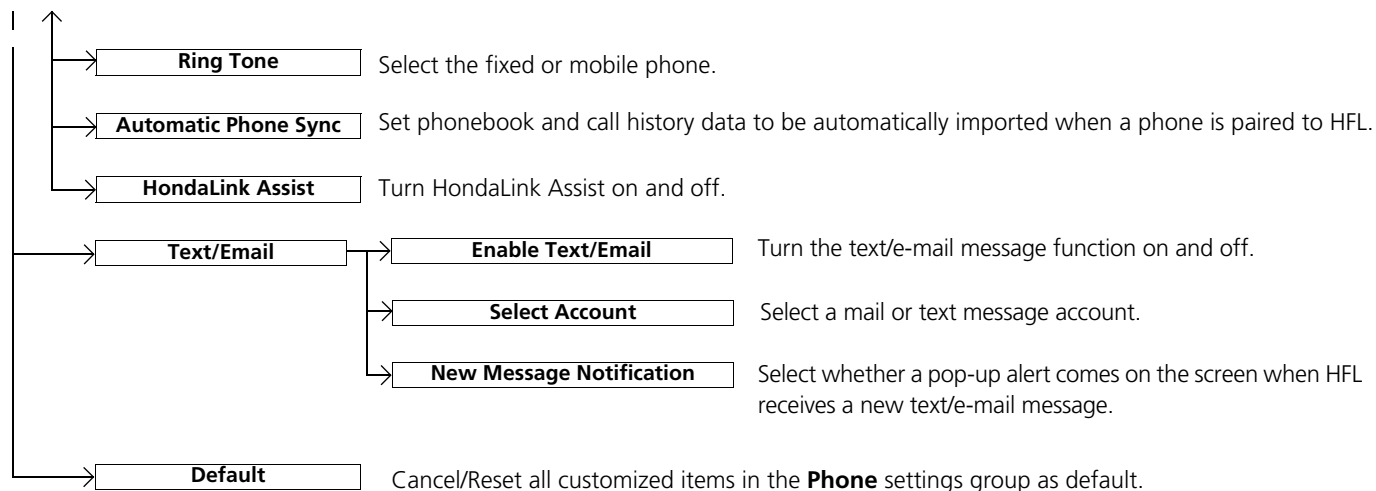 Ring Tone Select the fixed or mobile phone.
Automatic Phone Sync Set phonebook and call history data to be automatically imported when a phone is paired to HFL.
HondaLink Assist Turn HondaLink Assist on and off.
Text/Email Enable Text/Email Turn the text/e-mail message function on and off.
Select Account Select a mail or text message account.
New Message Notification Select whether a pop-up alert comes on the screen when HFL
receives a new text/e-mail message.
Default Cancel/Reset all customized items in the Phone settings group as default.